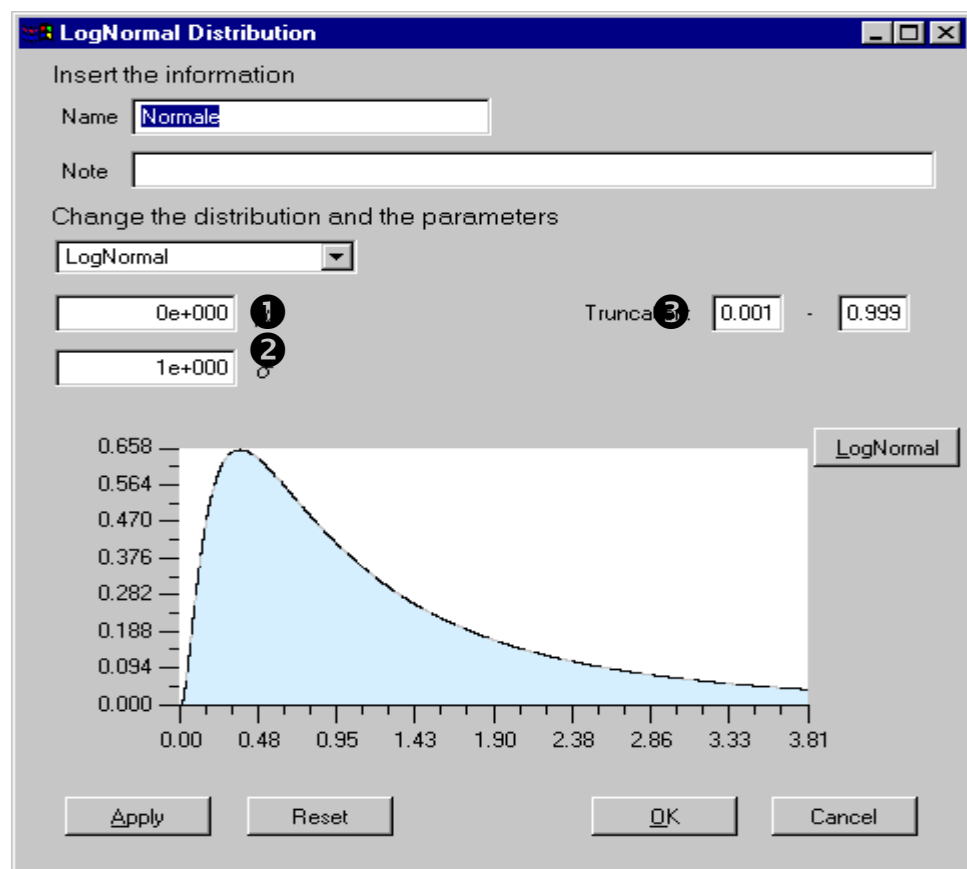 LogNormal Distribution
Insert the information
Name Normale
Note
Change the distribution and the parameters
LogNormal
0e+000 ❶
❸ 0.001 - 0.999
❷
1e+000 σ
LogNormal
0.658
0.564
0.470
0.376
0.282
0.188
0.094
0.000
0.00 0.48 0.95 1.43 1.90 2.38 2.86 3.33 3.81
Apply Reset OK Cancel